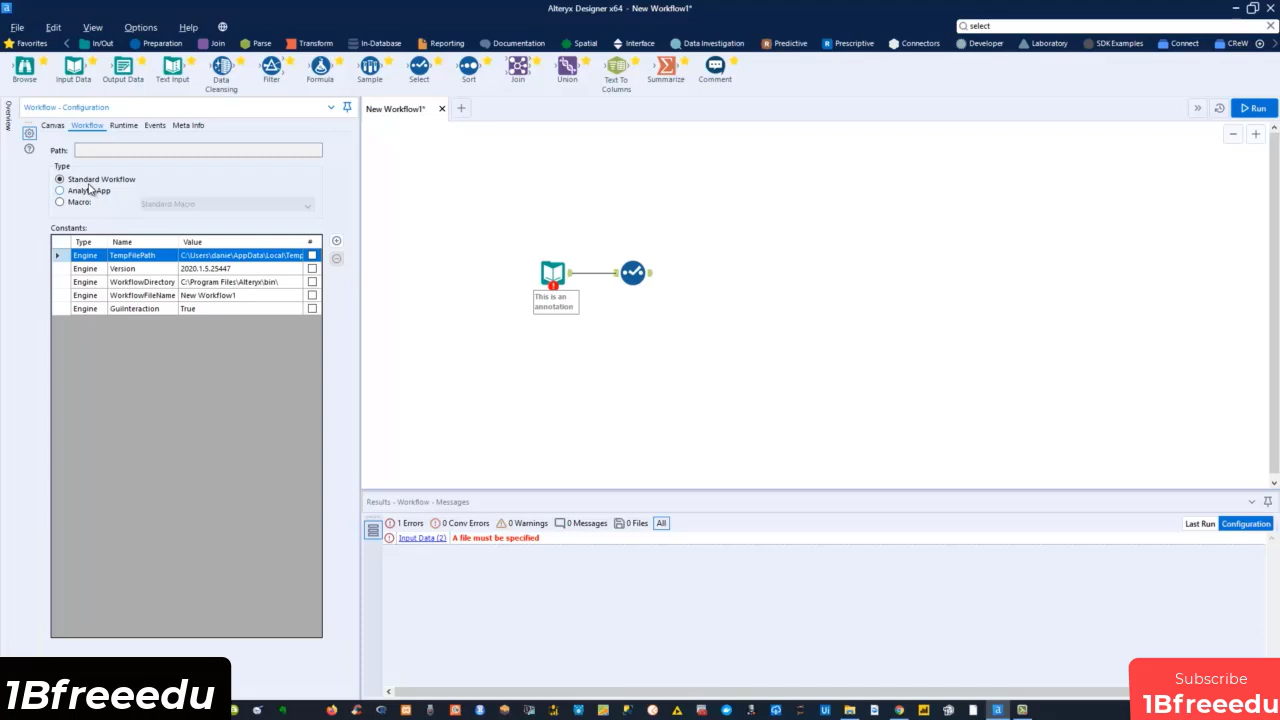 Alteryx Designer x64 - New Workflow1*
File Edit View Options Help
select
Favorites In/Out Preparation Join Parse Transform In-Database Reporting Documentation Spatial Interface Data Investigation Predictive Prescriptive Connectors Developer Laboratory SDK Examples Connect CReW
Browse Input Data Output Data Text Input Data Cleansing Filter Formula Sample Select Sort Join Union Text To Columns Summarize Comment
Overview
Workflow - Configuration
New Workflow1*
Run
Canvas Workflow Runtime Events Meta Info
Path:
Type
Standard Workflow
Analytic App
Macro: Standard Macro
Constants:
Type Name Value #
Engine TempFilePath C:\Users\danie\AppData\Local\Temp
Engine Version 2020.1.5.25447
Engine WorkflowDirectory C:\Program Files\Alteryx\bin\
Engine WorkflowFileName New Workflow1
Engine GuiInteraction True
This is an
annotation
Results - Workflow - Messages
1 Errors 0 Conv Errors 0 Warnings 0 Messages 0 Files All
Last Run Configuration
Input Data (2) A file must be specified
1Bfreeedu
Subscribe
1Bfreeedu